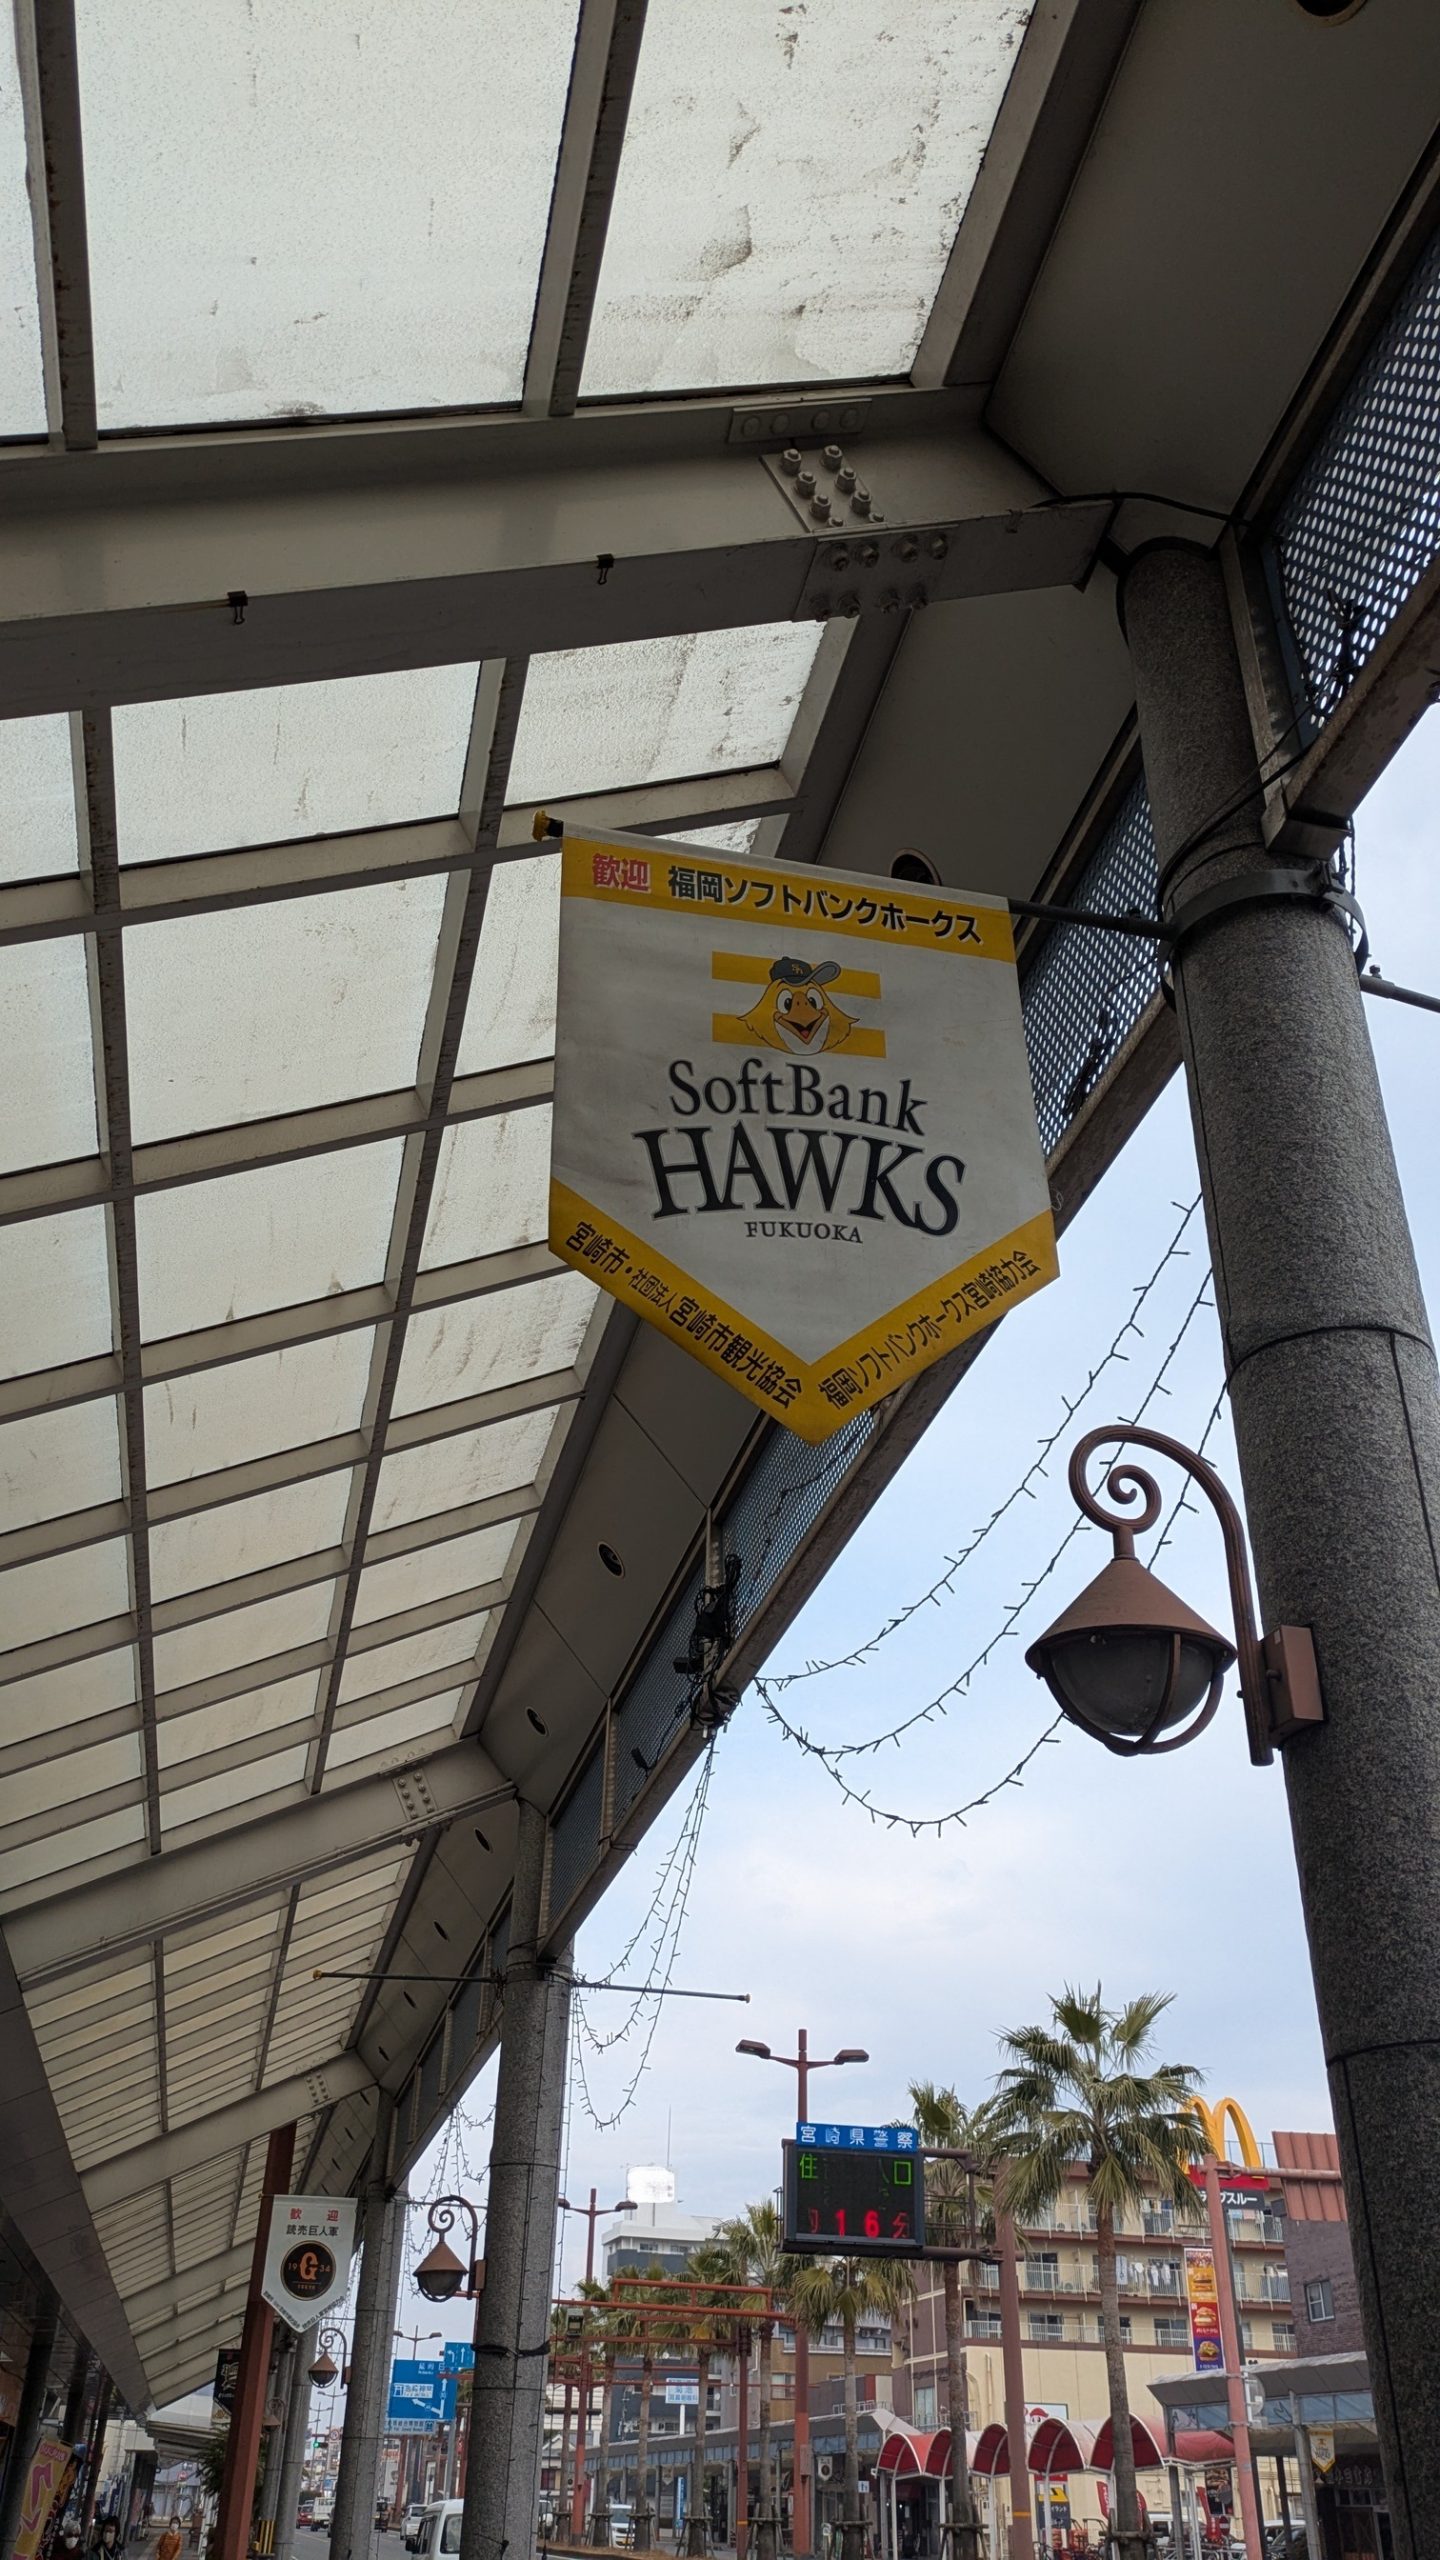 歓迎 福岡ソフトバンクホークス
SH
SoftBank
HAWKS
FUKUOKA
宮崎市・社団法人宮崎市観光協会
福岡ソフトバンクホークス宮崎協力会
宮崎県警察
16分
歓迎
読売巨人軍
1934
G